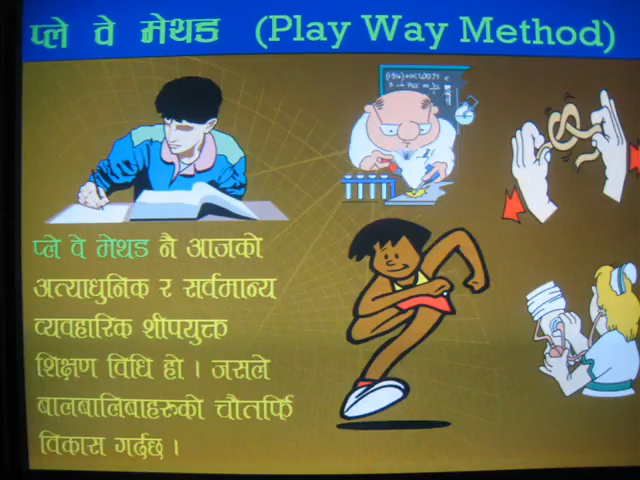 प्ले वे मेथड (Play Way Method)
प्ले वे मेथड नै आजको
अत्याधुनिक र सर्वमान्य
व्यवहारिक शीपयुक्त
शिक्षण विधि हो । जसले
बालबालिबाहरुको चौतर्फि
विकास गर्दछ ।